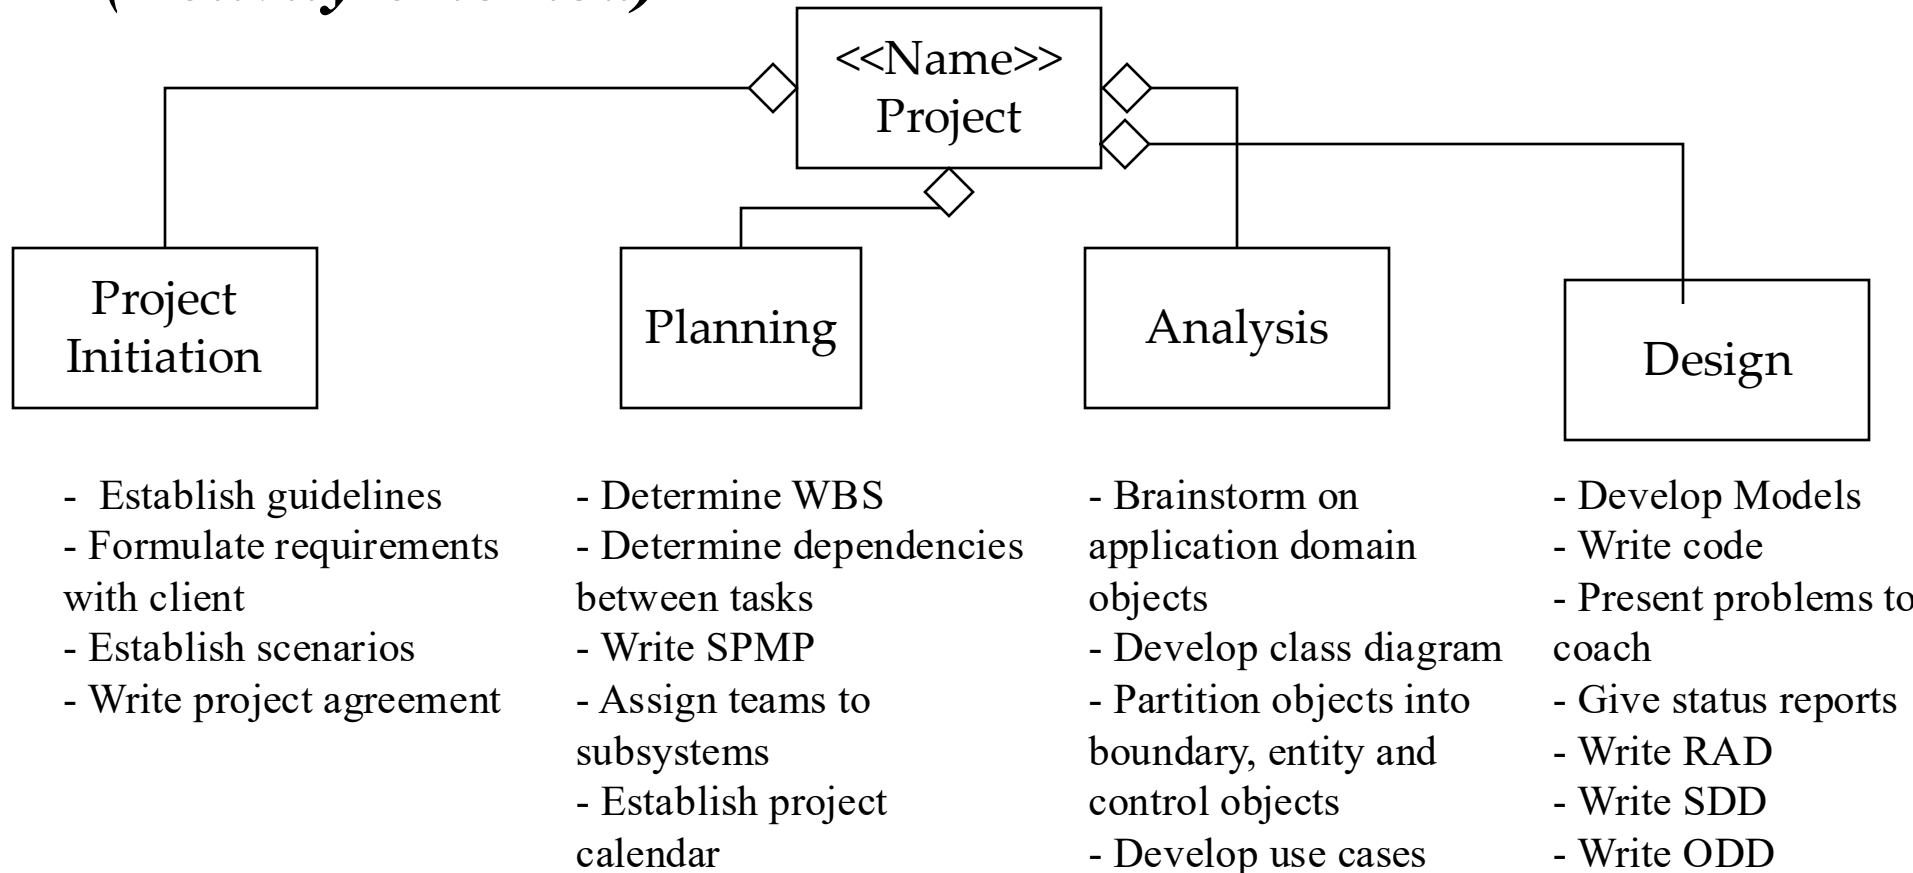 <<Name>>
Project
Project
Initiation
Planning
Analysis
Design
-  Establish guidelines
- Formulate requirements
with client
- Establish scenarios
- Write project agreement
- Determine WBS
- Determine dependencies
between tasks
- Write SPMP
- Assign teams to
subsystems
- Establish project
calendar
- Brainstorm on
application domain
objects
- Develop class diagram
- Partition objects into
boundary, entity and
control objects
- Develop use cases
- Develop Models
- Write code
- Present problems to
coach
- Give status reports
- Write RAD
- Write SDD
- Write ODD